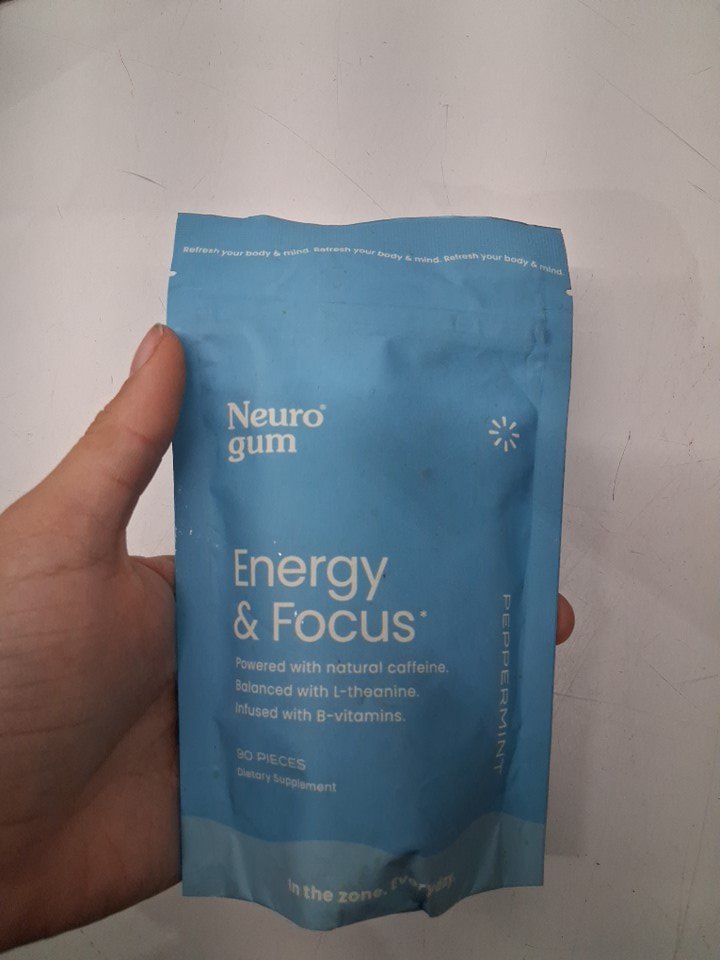 Refresh your body & mind. Refresh your body & mind. Refresh your body & mind.
Neuro®
gum
Energy
& Focus*
Powered with natural caffeine.
Balanced with L-theanine.
Infused with B-vitamins.
90 PIECES
Dietary Supplement
PEPPERMINT
In the zone. Everyday.